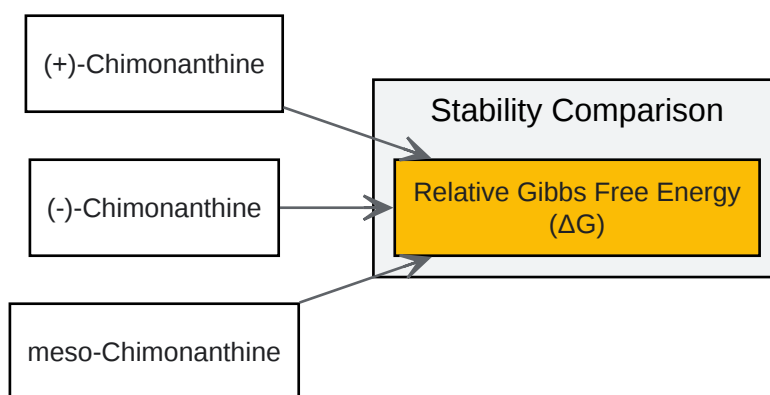 (+)-Chimonanthine
Stability Comparison
(-)-Chimonanthine
Relative Gibbs Free Energy
(ΔG)
meso-Chimonanthine